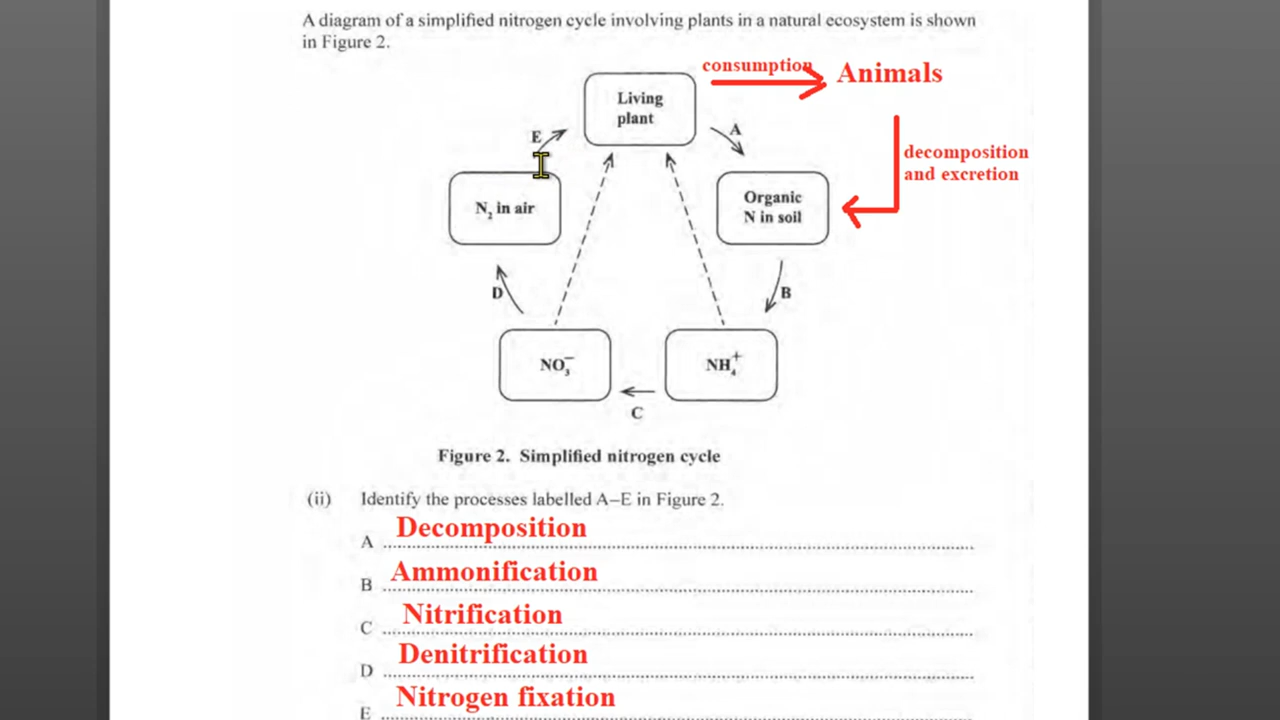 A diagram of a simplified nitrogen cycle involving plants in a natural ecosystem is shown
in Figure 2.
consumption
Animals
Living
plant
E
A
decomposition
and excretion
N₂ in air
Organic
N in soil
D
B
NO₃⁻
NH₄⁺
C
Figure 2. Simplified nitrogen cycle
(ii) Identify the processes labelled A–E in Figure 2.
A Decomposition
B Ammonification
C Nitrification
D Denitrification
E Nitrogen fixation